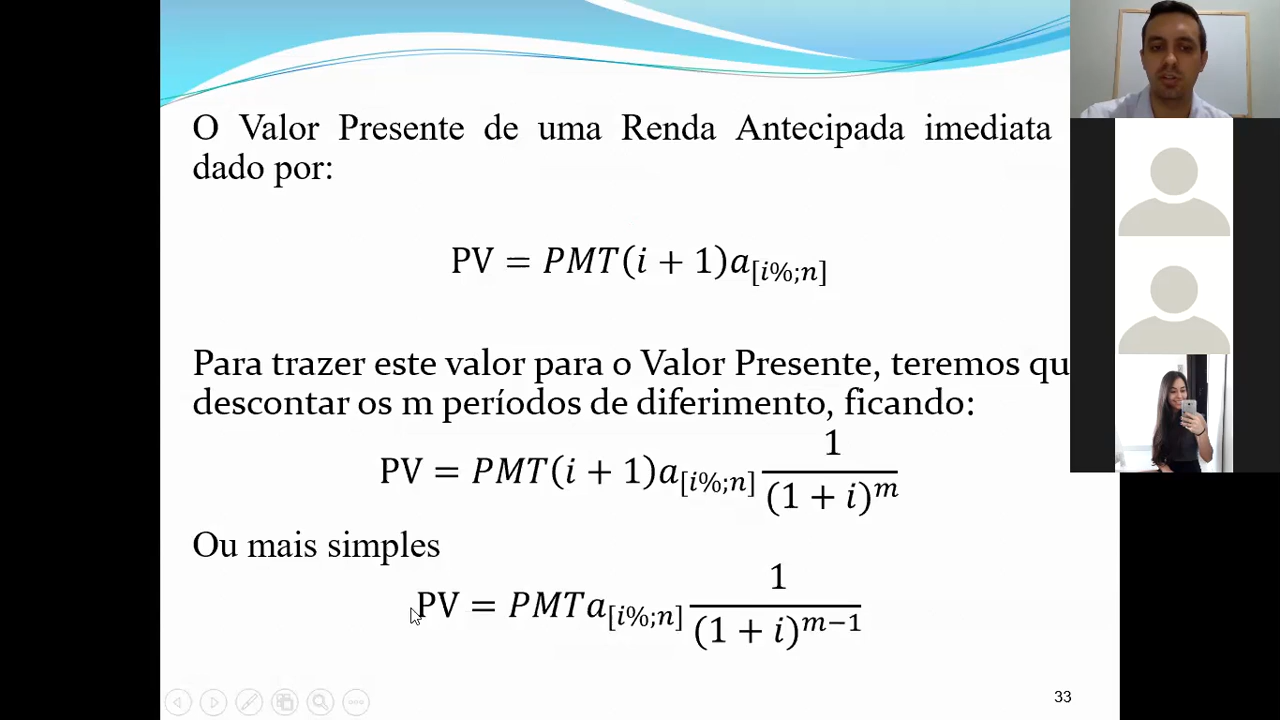 O Valor Presente de uma Renda Antecipada imediata
dado por:
PV = PMT(i + 1)a[i%;n]
Para trazer este valor para o Valor Presente, teremos qu
descontar os m períodos de diferimento, ficando:
PV = PMT(i + 1)a[i%;n] 1/(1 + i)^m
Ou mais simples
PV = PMTa[i%;n] 1/(1 + i)^(m−1)
33